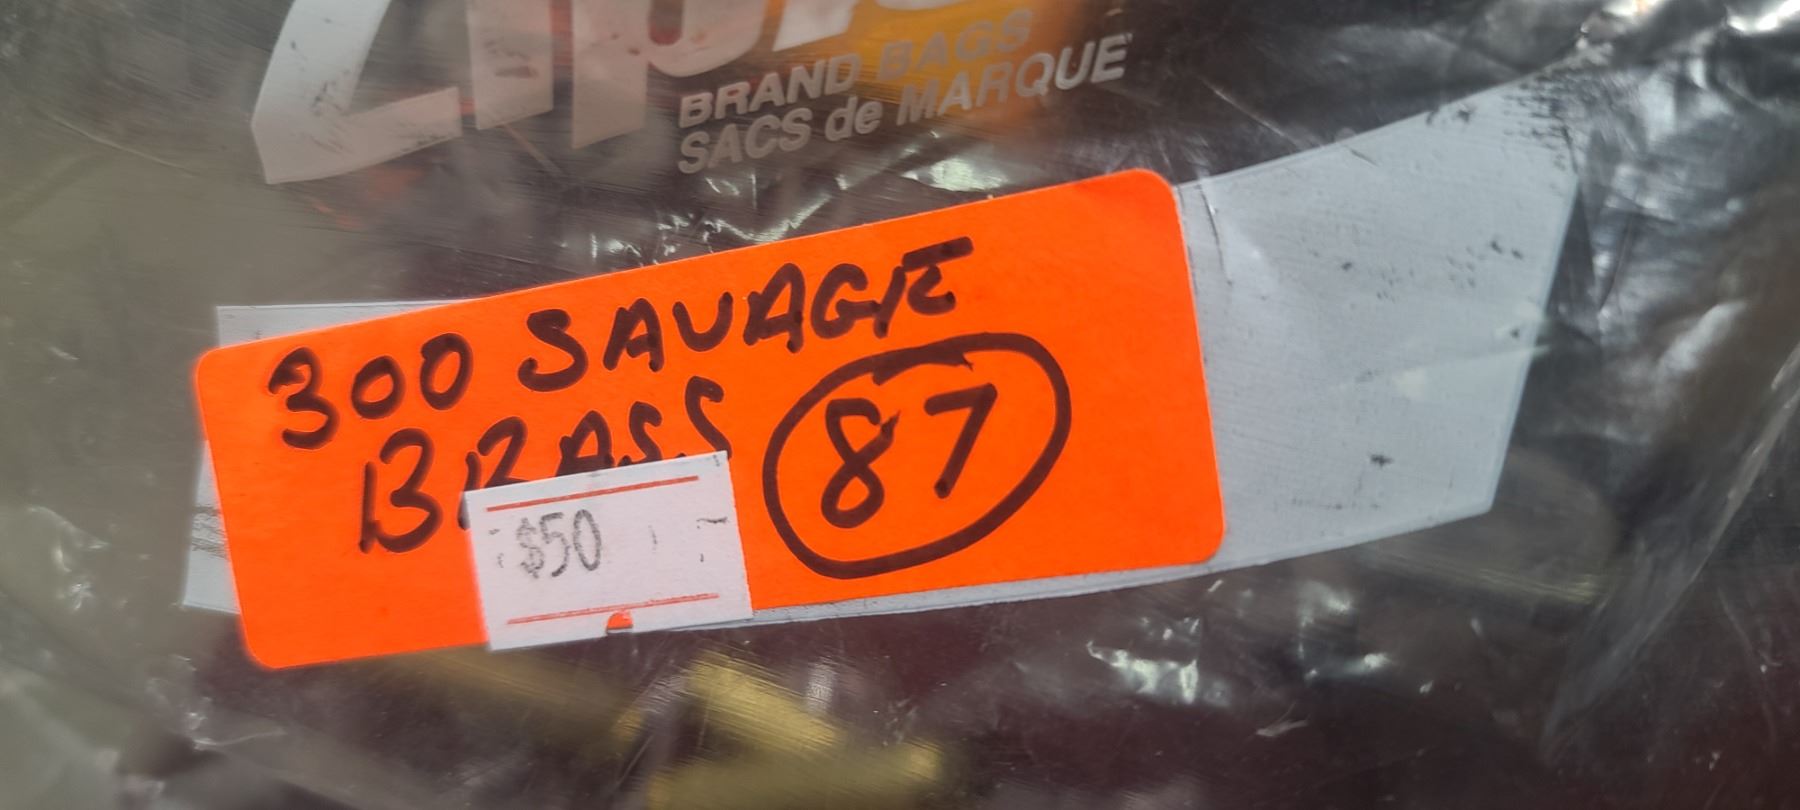 BRAND BAGS
SACS de MARQUE
300 SAVAGE
BRASS 87
$50